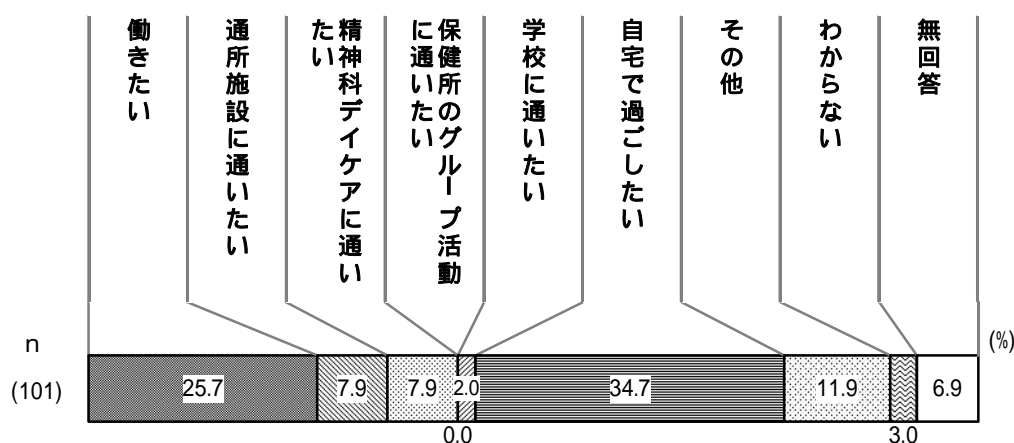 働きたい
通所施設に通いたい
精神科デイケアに通い
たい
保健所のグループ活動
に通いたい
学校に通いたい
自宅で過ごしたい
その他
わからない
無回答
n
(%)
(101)
25.7
7.9
7.9
2.0
34.7
11.9
6.9
0.0
3.0